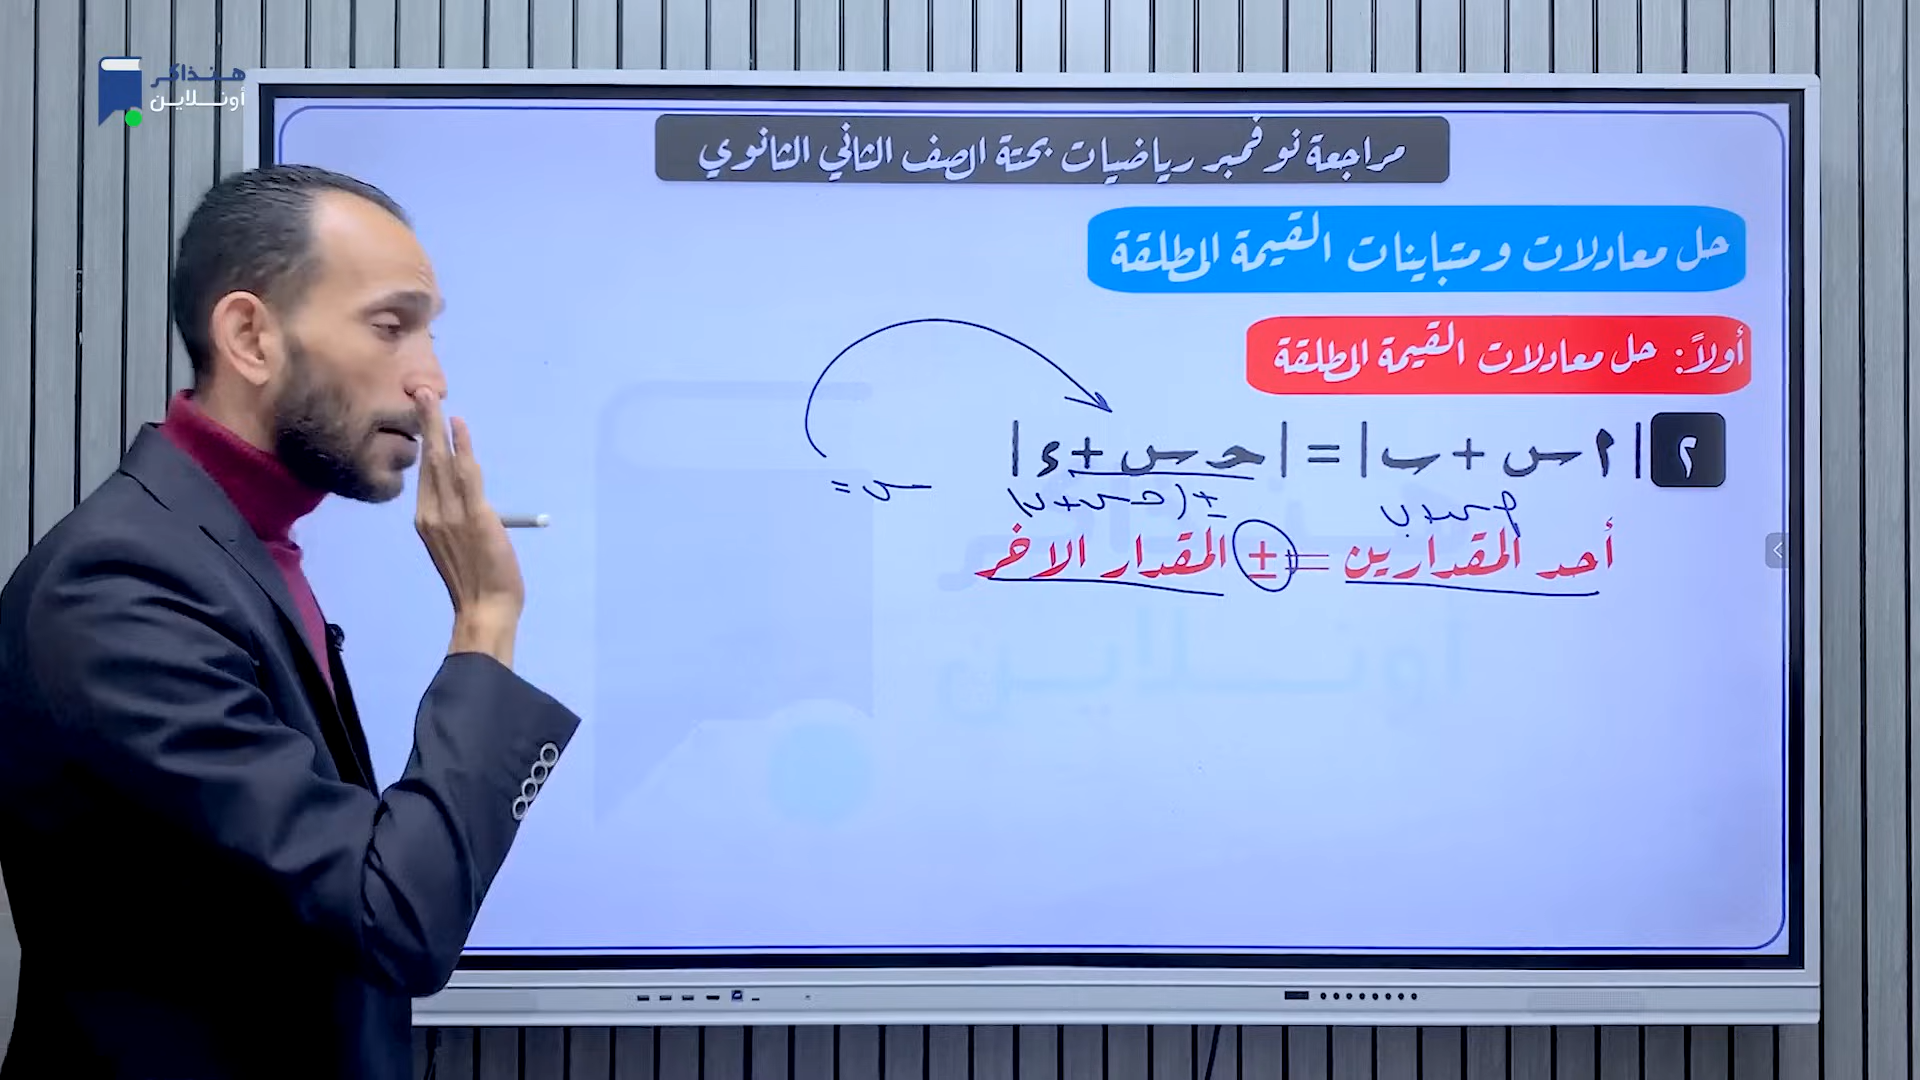 هنذاكر
أونلاين
مراجعة نوفمبر رياضيات بحتة الصف الثاني الثانوي
حل معادلات ومتباينات القيمة المطلقة
أولاً: حل معادلات القيمة المطلقة
٢ |أ س + ب| = |حـ س + ء|
أحد المقدارين = ± المقدار الاخر
س =